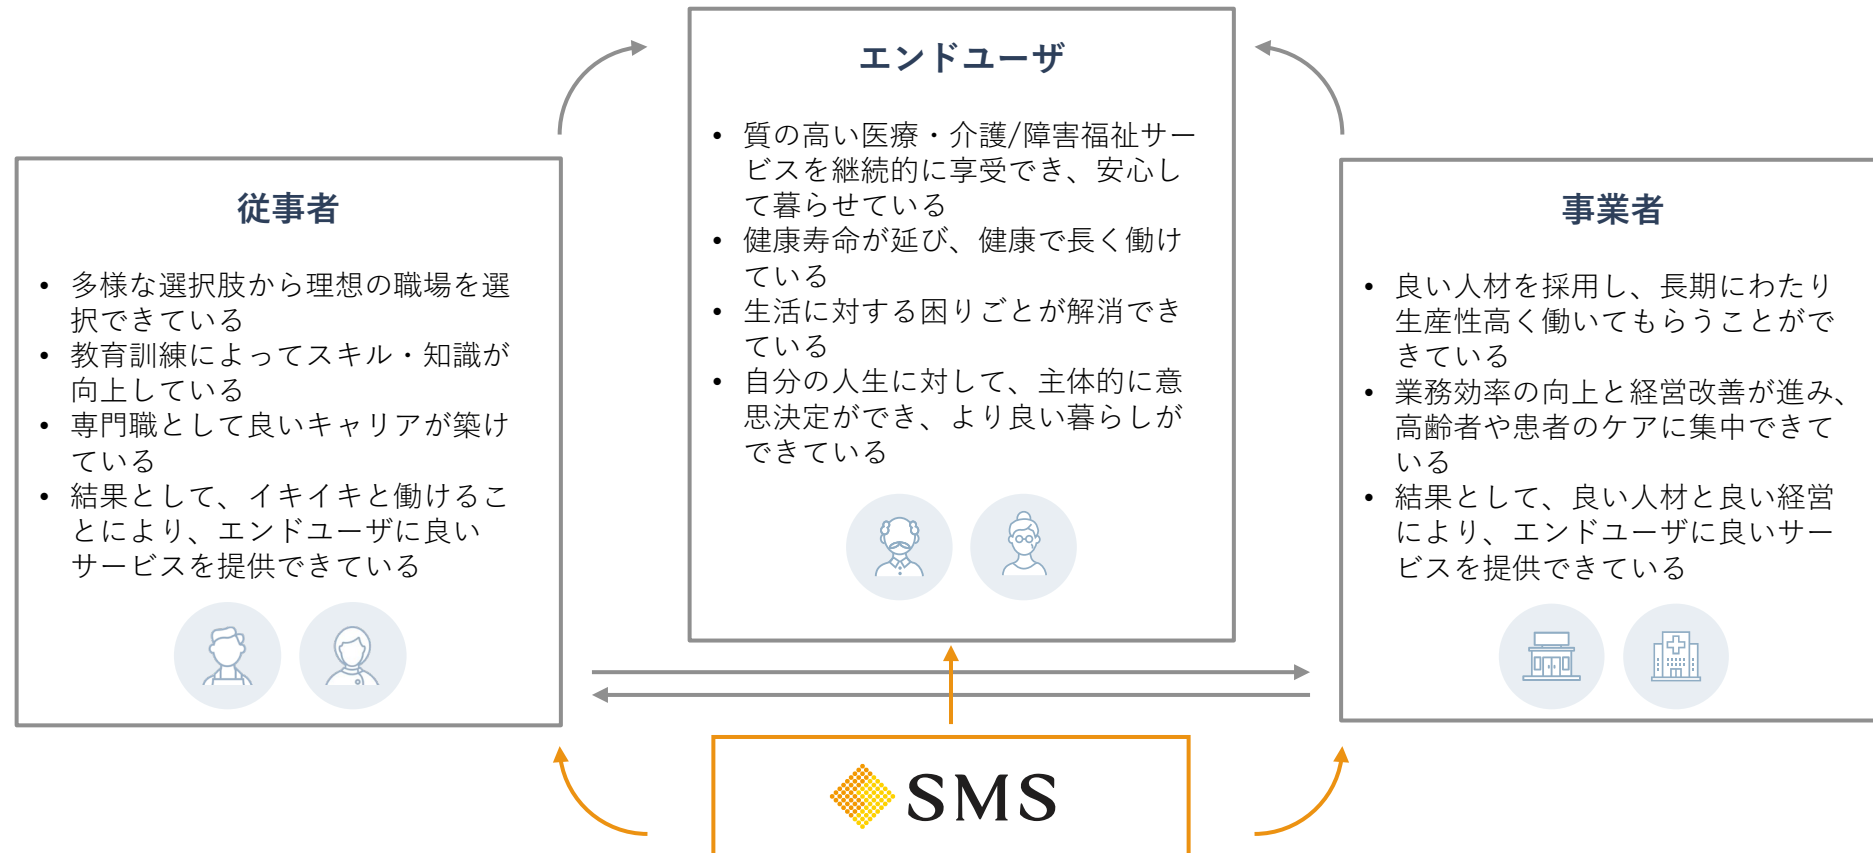 エンドユーザ
• 質の高い医療・介護/障害福祉サー
ビスを継続的に享受でき、安心し
て暮らせている
• 健康寿命が延び、健康で長く働け
ている
• 生活に対する困りごとが解消でき
ている
• 自分の人生に対して、主体的に意
思決定ができ、より良い暮らしが
できている
従事者
• 多様な選択肢から理想の職場を選
択できている
• 教育訓練によってスキル・知識が
向上している
• 専門職として良いキャリアが築け
ている
• 結果として、イキイキと働けるこ
とにより、エンドユーザに良い
サービスを提供できている
事業者
• 良い人材を採用し、長期にわたり
生産性高く働いてもらうことがで
きている
• 業務効率の向上と経営改善が進み、
高齢者や患者のケアに集中できて
いる
• 結果として、良い人材と良い経営
により、エンドユーザに良いサー
ビスを提供できている
SMS